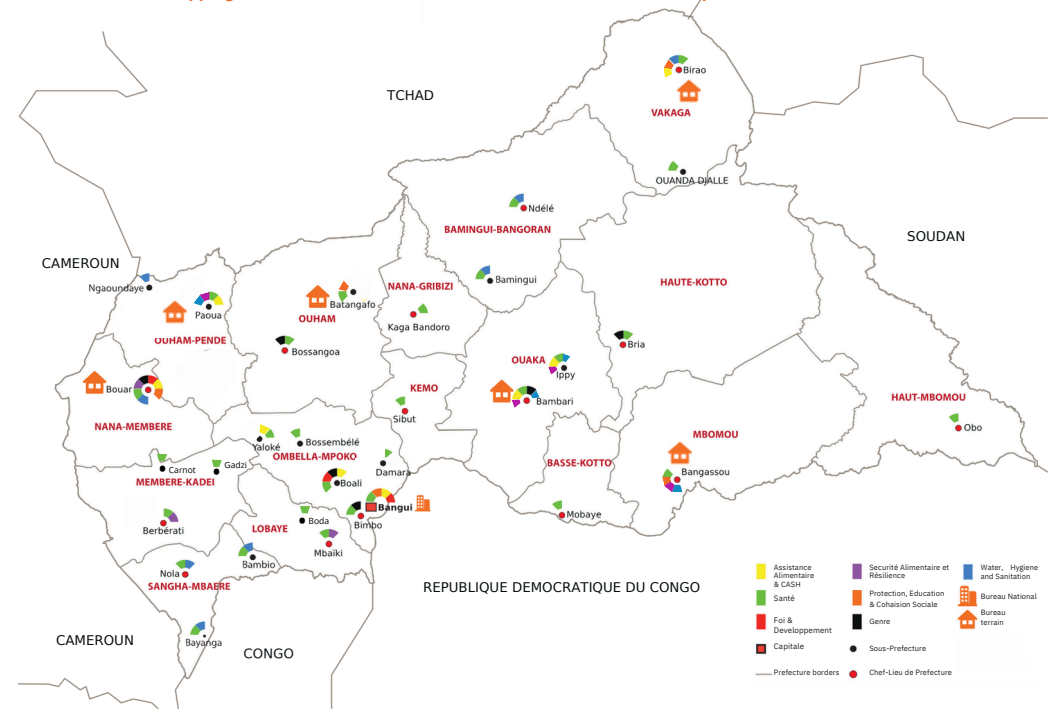 Birao
VAKAGA
TCHAD
OUANDA DJALLE
Ndélé
BAMINGUI-BANGORAN
SOUDAN
CAMEROUN
Ngaoundaye
Bamingui
NANA-GRIBIZI
HAUTE-KOTTO
Batangafo
Paoua
OUHAM
Kaga Bandoro
OUHAM-PENDE
Bossangoa
Bria
OUAKA
Ippy
Bouar
KEMO
Bambari
HAUT-MBOMOU
Sibut
NANA-MEMBERE
Obo
MBOMOU
Yaloké
Bossembélé
OMBELLA-MPOKO
BASSE-KOTTO
Damara
Carnot
Gadzi
Bangassou
MEMBERE-KADEI
Boali
Bangui
Mobaye
Boda
Bimbo
Berbérati
LOBAYE
Mbaïki
Bambio
Nola
SANGHA-MBAERE
REPUBLIQUE DEMOCRATIQUE DU CONGO
CAMEROUN
Bayanga
CONGO
Assistance
Alimentaire
& CASH
Securité Alimentaire et
Résilience
Water, Hygiene
and Sanitation
Santé
Protection, Education
& Cohaision Sociale
Bureau National
Foi &
Developpement
Genre
Bureau
terrain
Capitale
Sous-Prefecture
Prefecture borders
Chef-Lieu de Prefecture